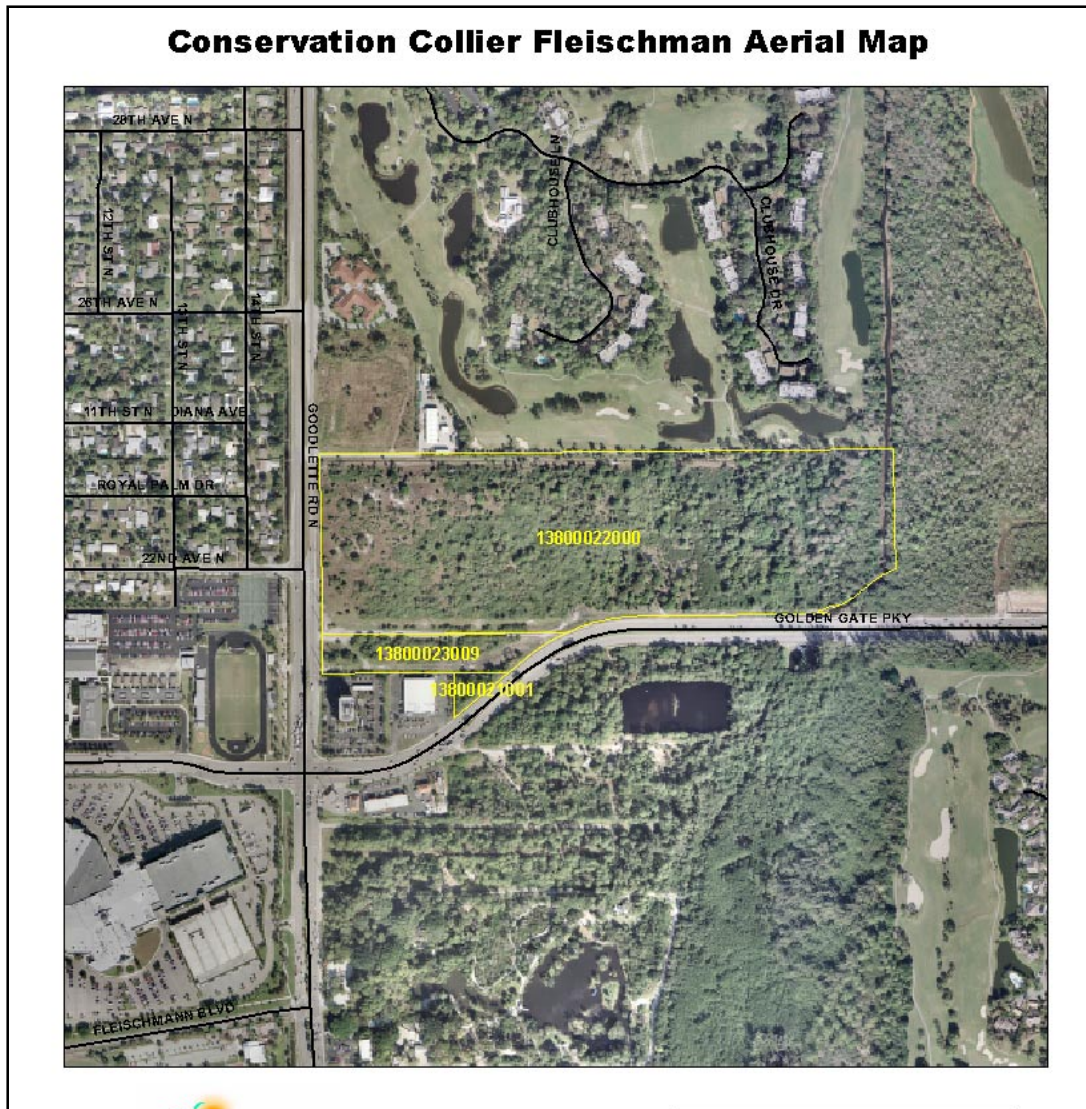 Conservation Collier Fleischman Aerial Map
28TH AVE N
12TH ST N
CLUBHOUSE LN
CLUBHOUSE DR
26TH AVE N
13TH ST N
14TH ST N
11TH ST N
DIANA AVE
GOODLETTE RD N
ROYAL PALM DR
22ND AVE N
13800022000
GOLDEN GATE PKY
13800023009
13800021001
FLEISCHMANN BLVD